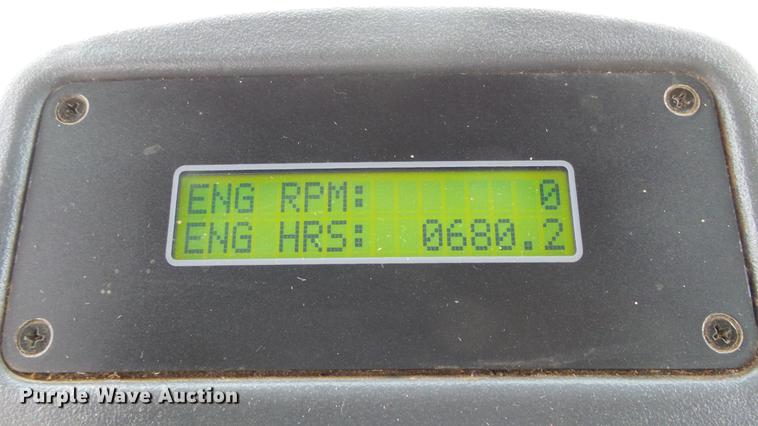 ENG RPM: 0
ENG HRS: 0680.2
Purple Wave Auction